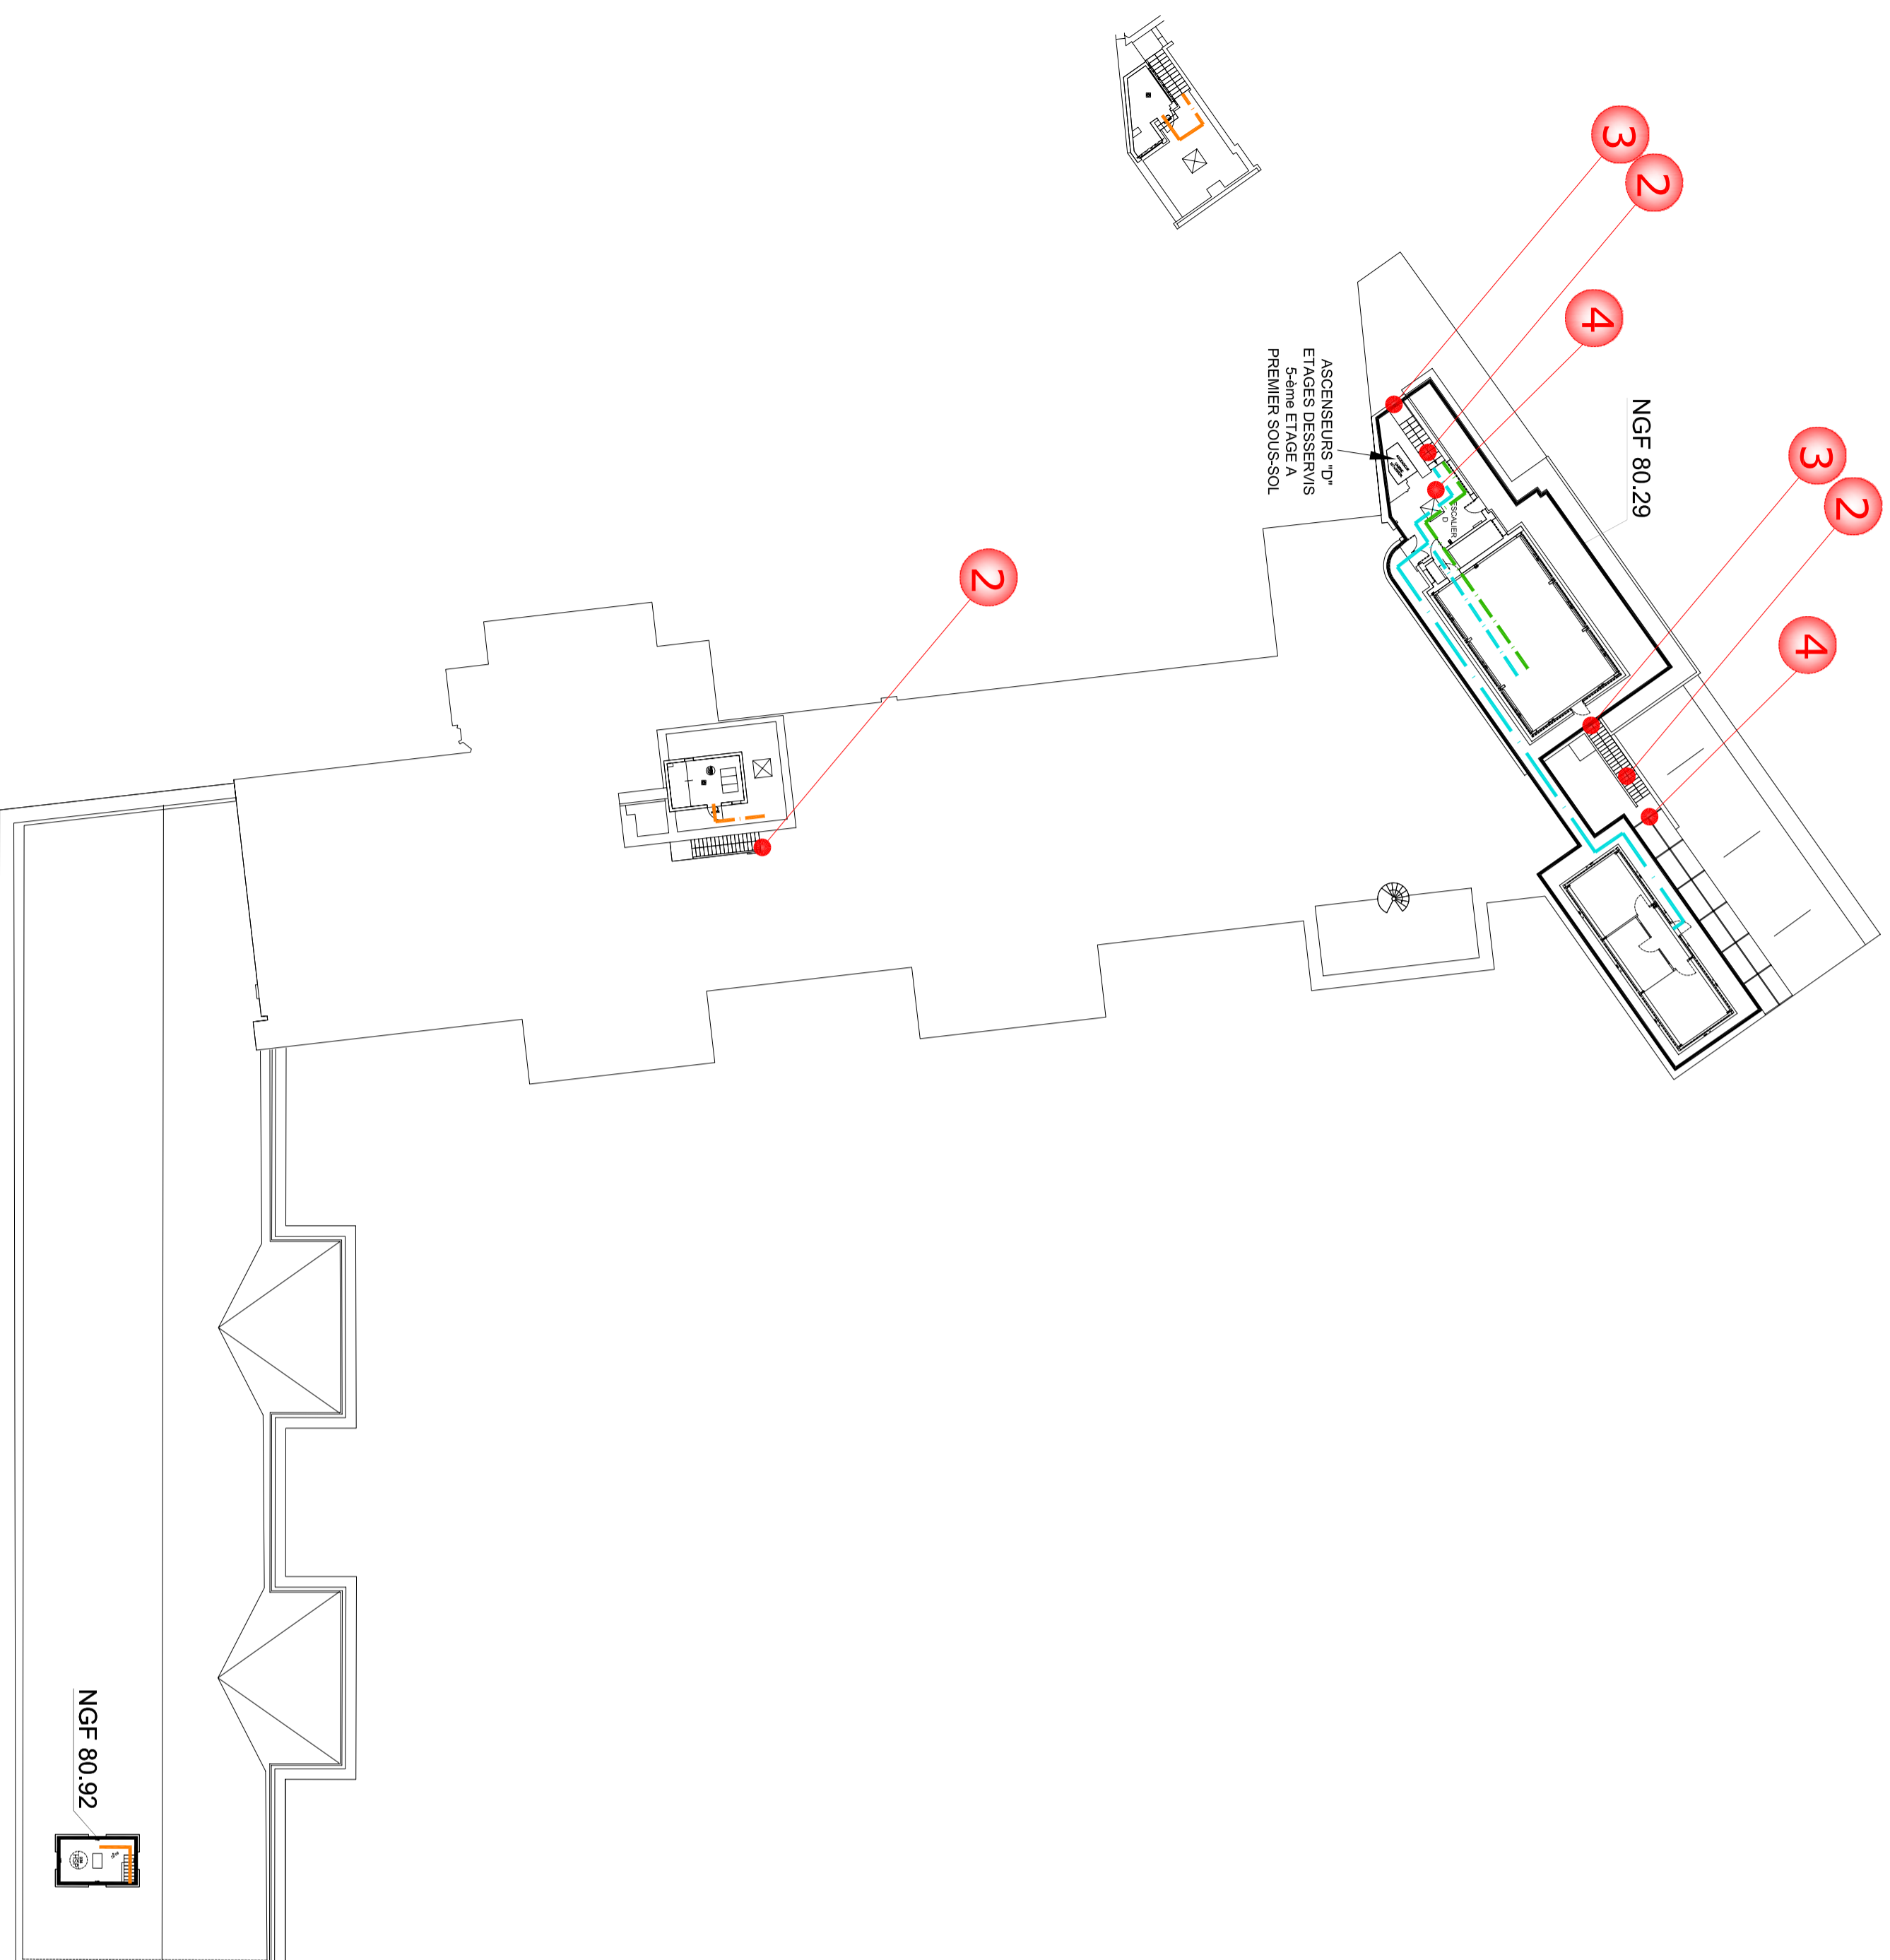 3
2
4
NGF 80.29
ASCENSEURS "D"
ETAGES DESSERVIS
5-ème ETAGE A
PREMIER SOUS-SOL
ESCALIER
D
3
2
4
2
NGF 80.92